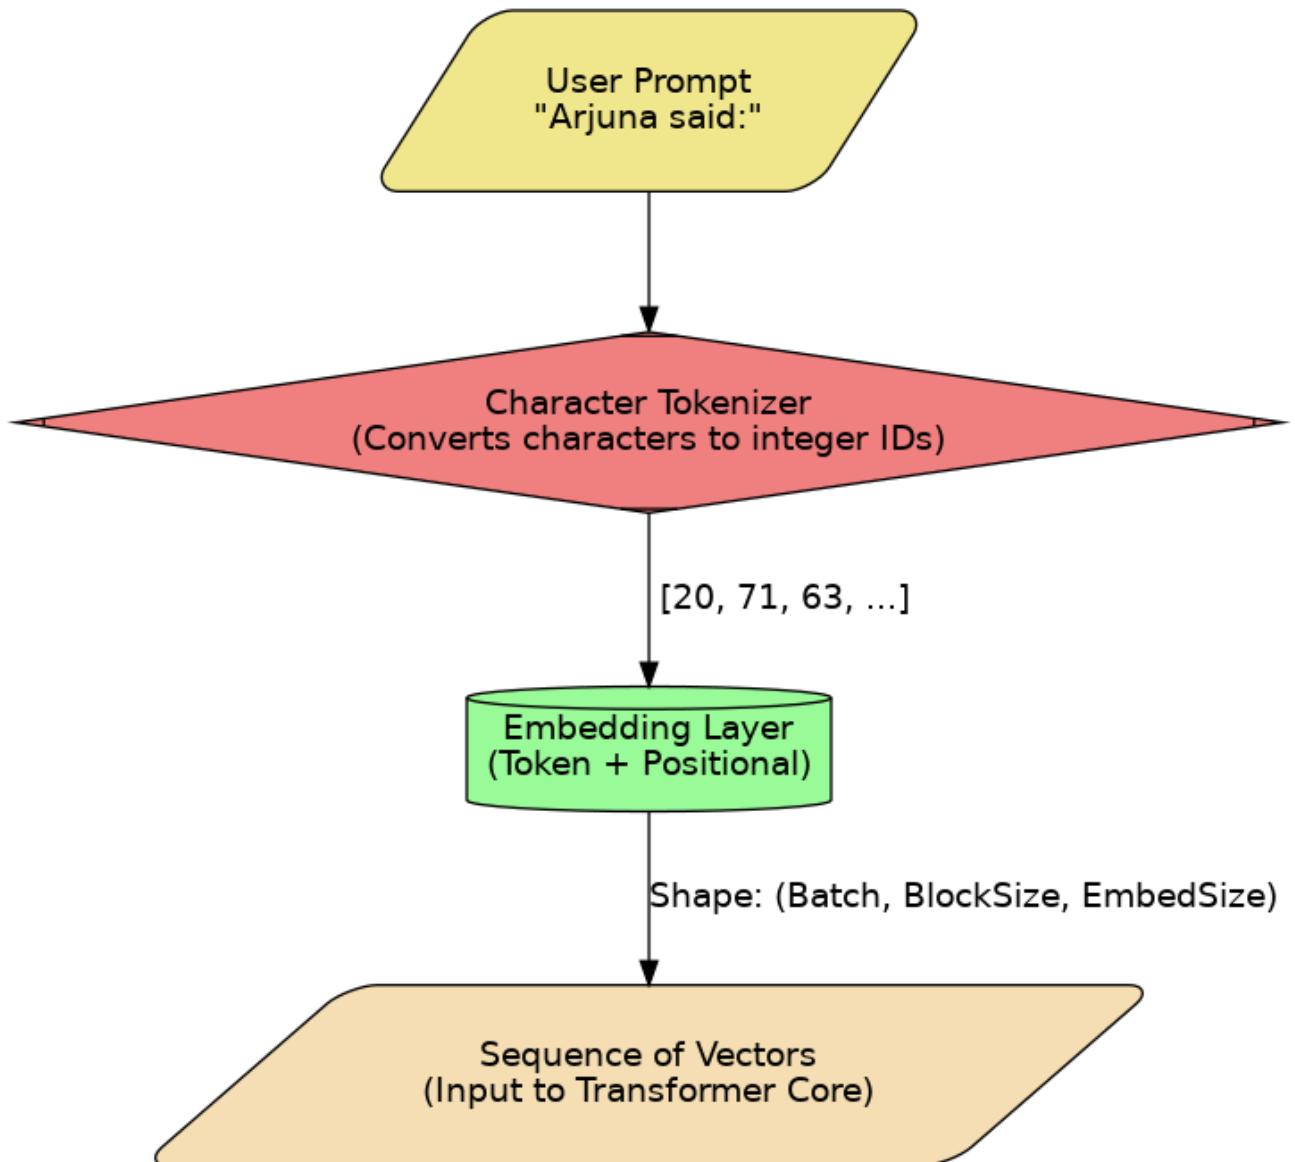 User Prompt
"Arjuna said:"
Character Tokenizer
(Converts characters to integer IDs)
[20, 71, 63, ...]
Embedding Layer
(Token + Positional)
Shape: (Batch, BlockSize, EmbedSize)
Sequence of Vectors
(Input to Transformer Core)